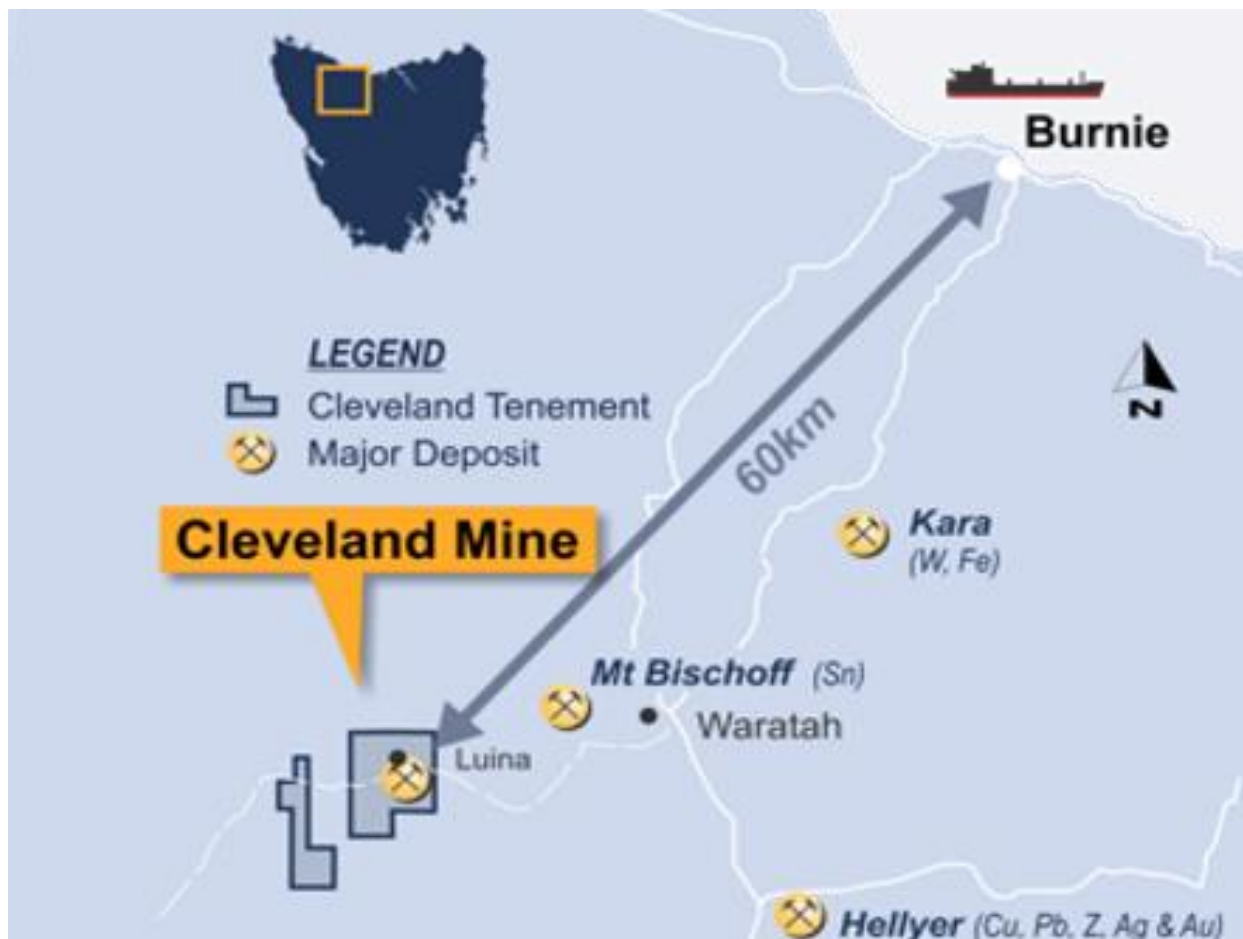 Burnie
LEGEND
Cleveland Tenement
Major Deposit
60km
N
Cleveland Mine
Kara
(W, Fe)
Mt Bischoff (Sn)
Waratah
Luina
Hellyer (Cu, Pb, Z, Ag & Au)